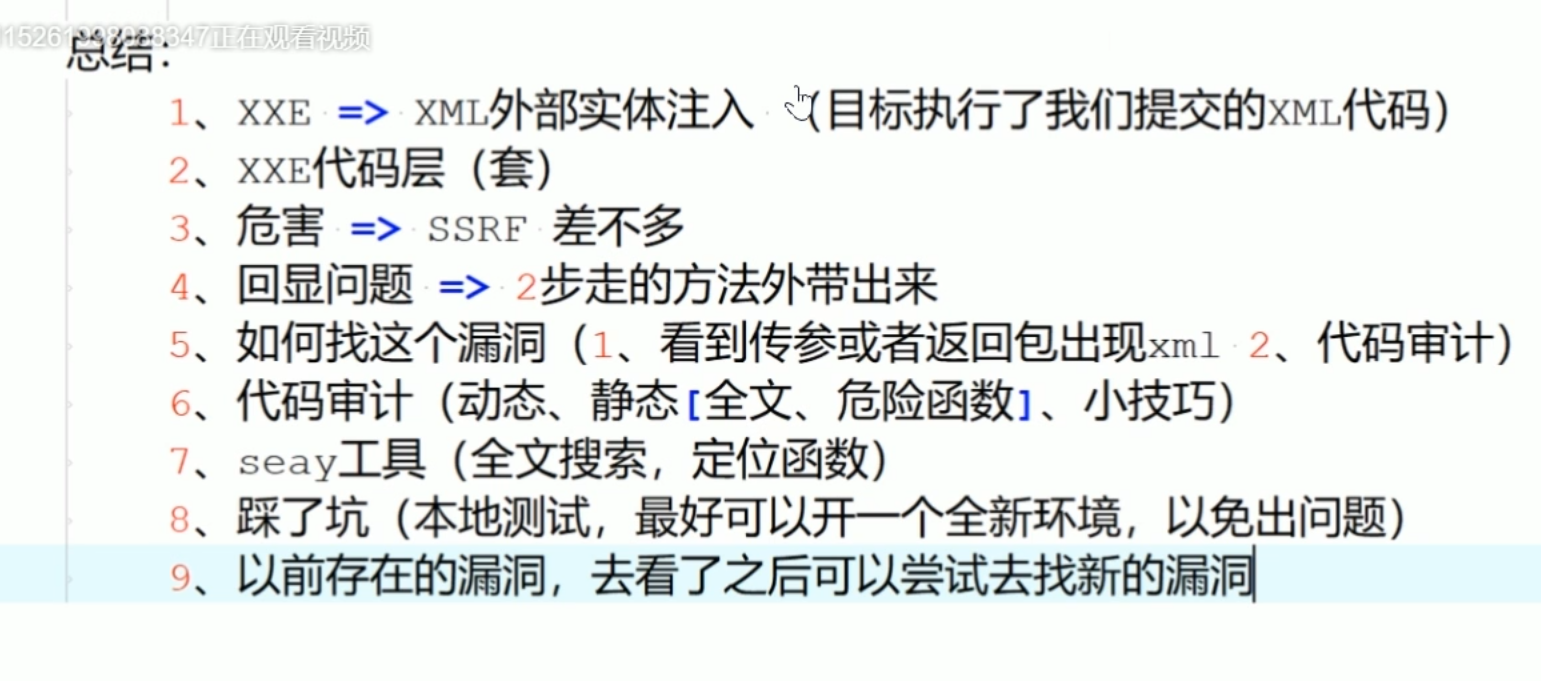 正在观看视频
总结：
1、XXE => XML外部实体注入 （目标执行了我们提交的XML代码）
2、XXE代码层（套）
3、危害 => SSRF 差不多
4、回显问题 => 2步走的方法外带出来
5、如何找这个漏洞（1、看到传参或者返回包出现xml 2、代码审计）
6、代码审计（动态、静态[全文、危险函数]、小技巧）
7、seay工具（全文搜索，定位函数）
8、踩了坑（本地测试，最好可以开一个全新环境，以免出问题）
9、以前存在的漏洞，去看了之后可以尝试去找新的漏洞